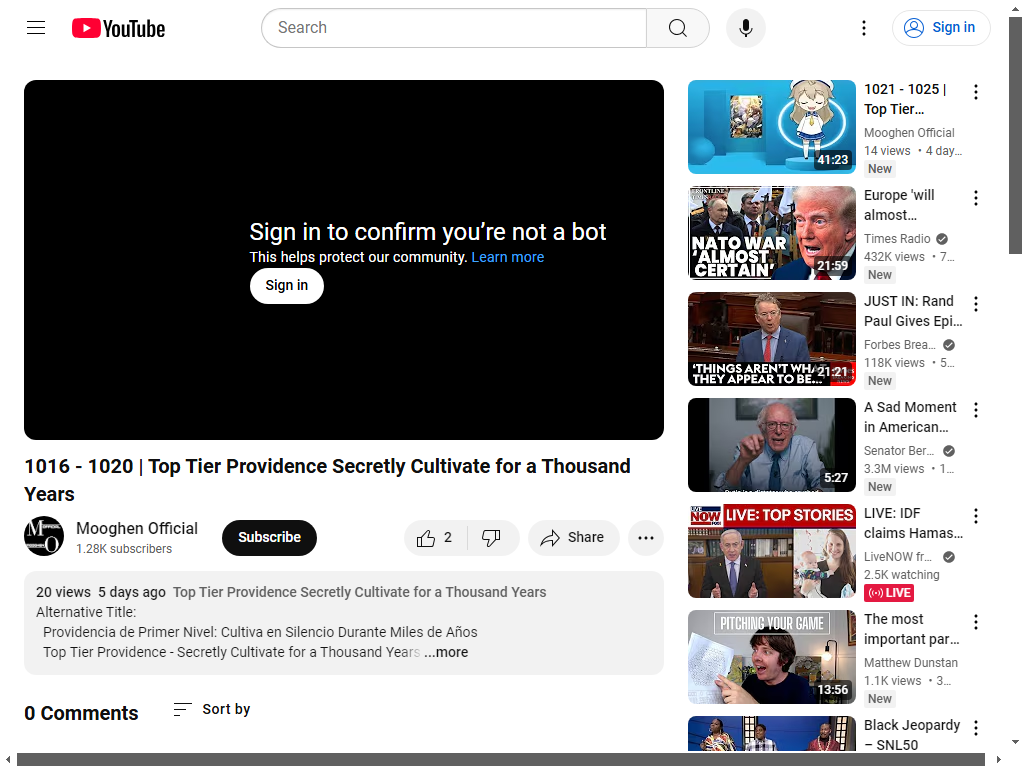 YouTube
Search
Sign in
Sign in to confirm you’re not a bot
This helps protect our community. Learn more
Sign in
1016 - 1020 | Top Tier Providence Secretly Cultivate for a Thousand
Years
Mooghen Official
1.28K subscribers
Subscribe
2
Share
20 views 5 days ago Top Tier Providence Secretly Cultivate for a Thousand Years
Alternative Title:
Providencia de Primer Nivel: Cultiva en Silencio Durante Miles de Años
Top Tier Providence - Secretly Cultivate for a Thousand Years ...more
0 Comments
Sort by
41:23
1021 - 1025 |
Top Tier…
Mooghen Official
14 views • 4 day…
New
FRONTLINE
NATO WAR
'ALMOST
CERTAIN'
21:59
Europe 'will
almost…
Times Radio
432K views • 7…
New
'THINGS AREN'T WHA
THEY APPEAR TO BE...
21:21
JUST IN: Rand
Paul Gives Epi…
Forbes Brea…
118K views • 5…
New
5:27
A Sad Moment
in American…
Senator Ber…
3.3M views • 1…
New
LIVE
NOW
FOX
LIVE: TOP STORIES
LIVE: IDF
claims Hamas…
LiveNOW fr…
2.5K watching
LIVE
PITCHING YOUR GAME
13:56
The most
important par…
Matthew Dunstan
1.1K views • 3…
New
Black Jeopardy
– SNL50